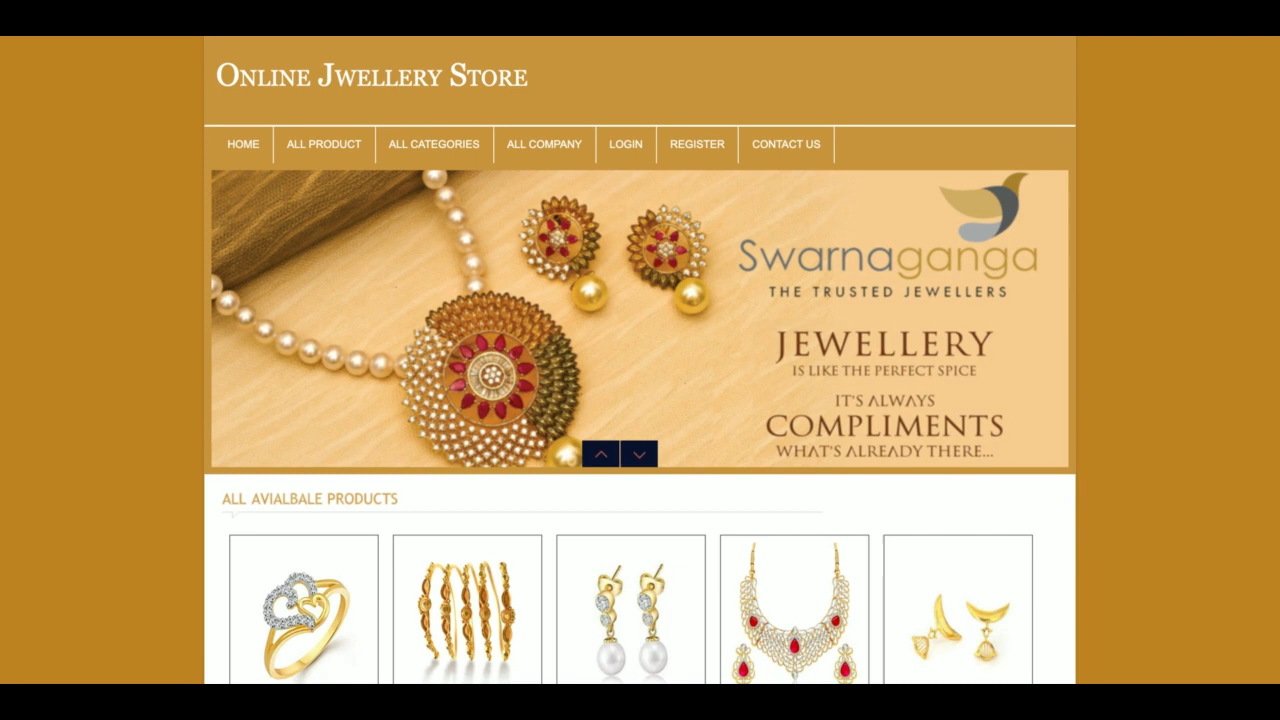 Online Jwellery Store
HOME ALL PRODUCT ALL CATEGORIES ALL COMPANY LOGIN REGISTER CONTACT US
Swarnaganga
THE TRUSTED JEWELLERS
JEWELLERY
IS LIKE THE PERFECT SPICE
IT'S ALWAYS
COMPLIMENTS
WHAT'S ALREADY THERE...
ALL AVIALBALE PRODUCTS